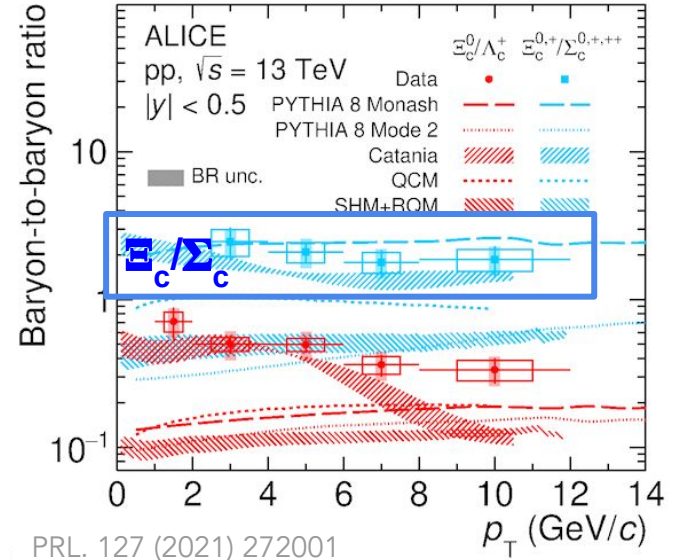 Baryon-to-baryon ratio
ALICE
pp, √s = 13 TeV
|y| < 0.5
BR unc.
Ξc⁰/Λc⁺ Ξc⁰,⁺/Σc⁰,⁺,⁺⁺
Data
PYTHIA 8 Monash
PYTHIA 8 Mode 2
Catania
QCM
SHM+RQM
10
Ξc/Σc
1
10⁻¹
0 2 4 6 8 10 12 14
pT (GeV/c)
PRL. 127 (2021) 272001